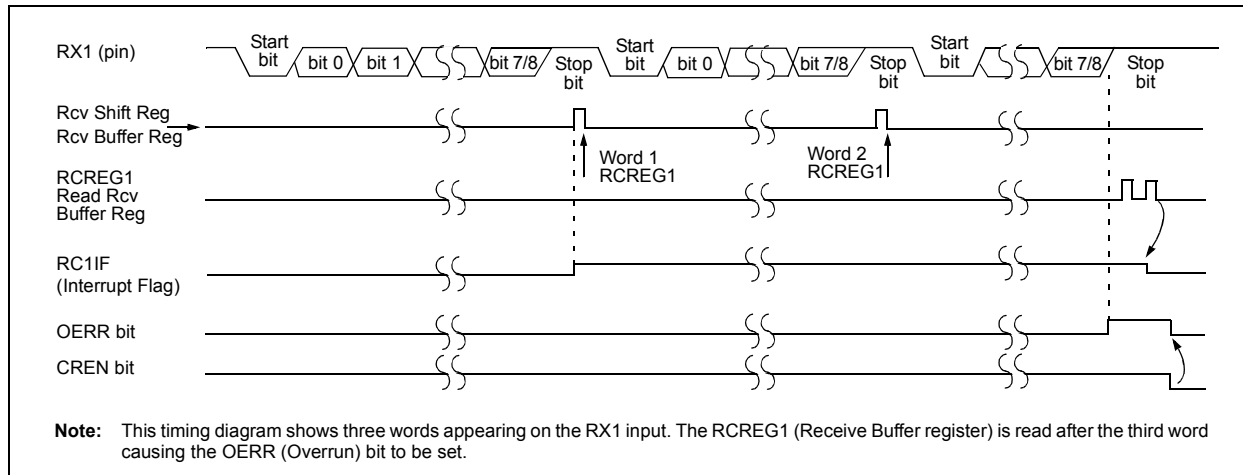 RX1 (pin)
Start bit
bit 0
bit 1
bit 7/8
Stop bit
Start bit
bit 0
bit 7/8
Stop bit
Start bit
bit 7/8
Stop bit
Rcv Shift Reg
Rcv Buffer Reg
Word 1
RCREG1
Word 2
RCREG1
RCREG1
Read Rcv
Buffer Reg
RC1IF
(Interrupt Flag)
OERR bit
CREN bit
Note: This timing diagram shows three words appearing on the RX1 input. The RCREG1 (Receive Buffer register) is read after the third word
causing the OERR (Overrun) bit to be set.